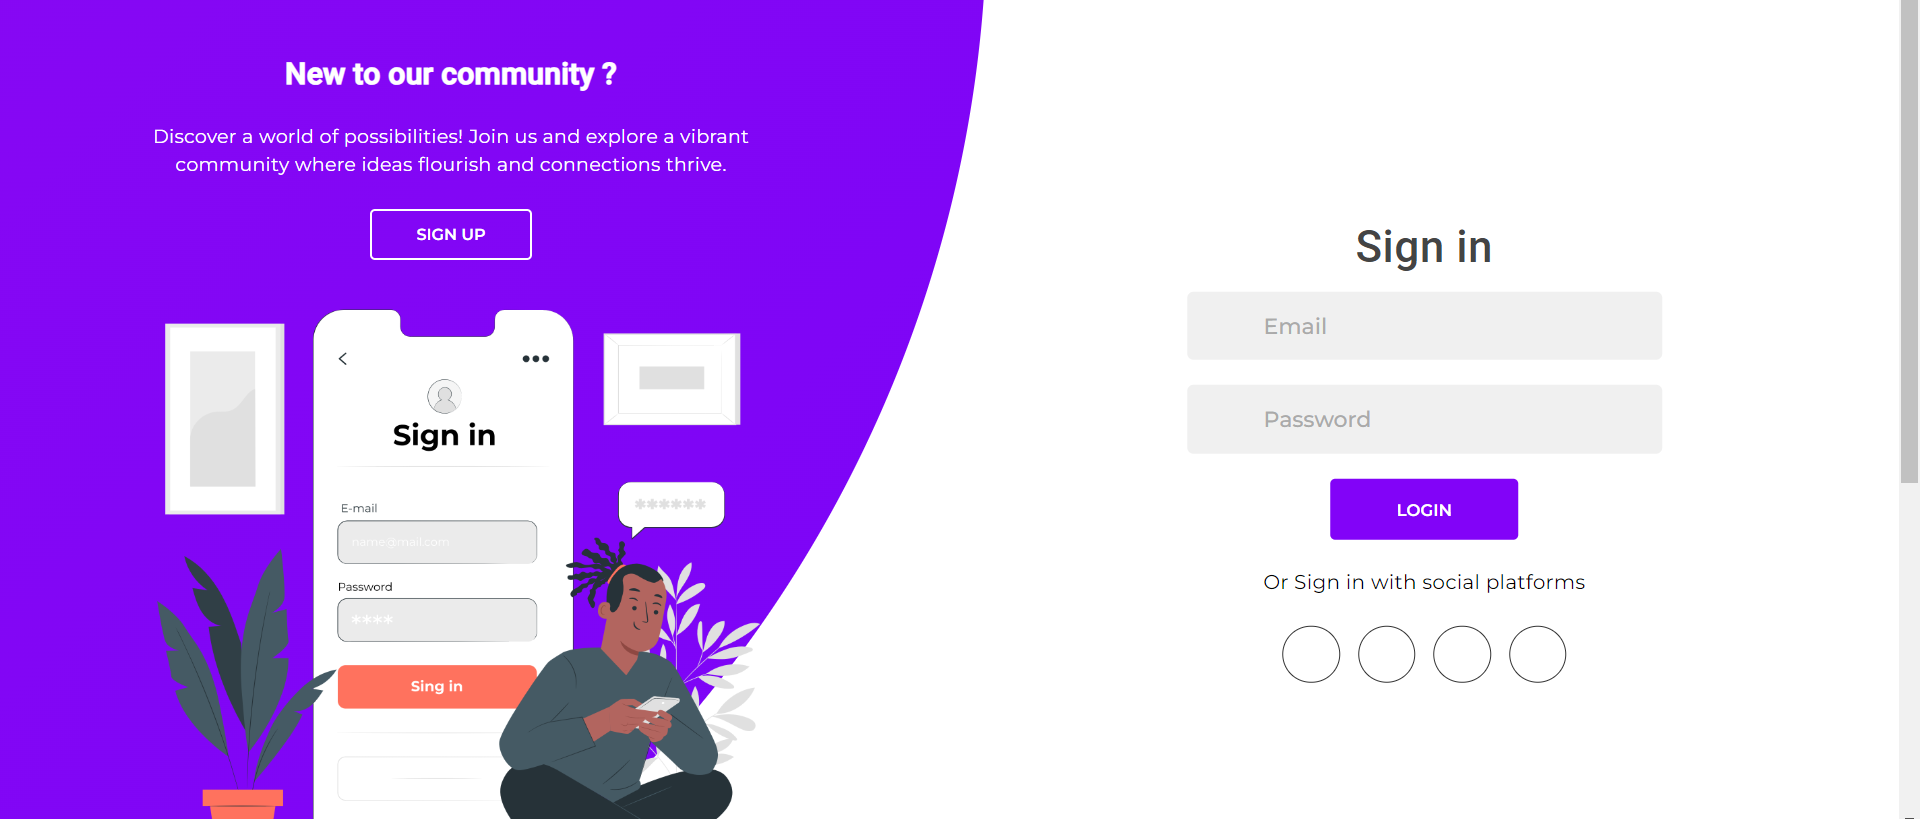 New to our community ?
Discover a world of possibilities! Join us and explore a vibrant
community where ideas flourish and connections thrive.
SIGN UP
Sign in
E-mail
name@mail.com
Password
****
Sing in
******
Sign in
Email
Password
LOGIN
Or Sign in with social platforms